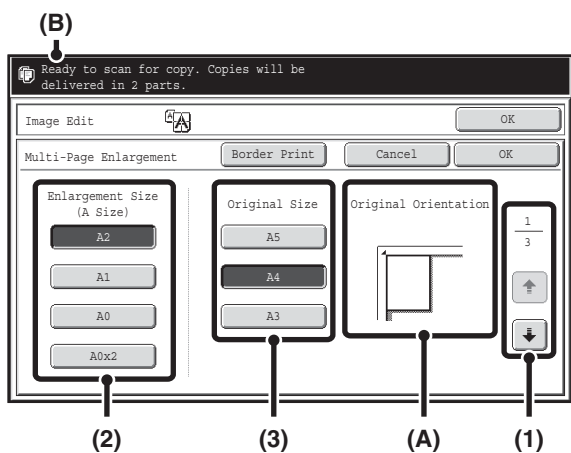 (B)
Ready to scan for copy. Copies will be
delivered in 2 parts.
Image Edit
A A
OK
Multi-Page Enlargement
Border Print
Cancel
OK
Enlargement Size
(A Size)
A2
A1
A0
A0x2
Original Size
A5
A4
A3
Original Orientation
1
3
(2)
(3)
(A)
(1)